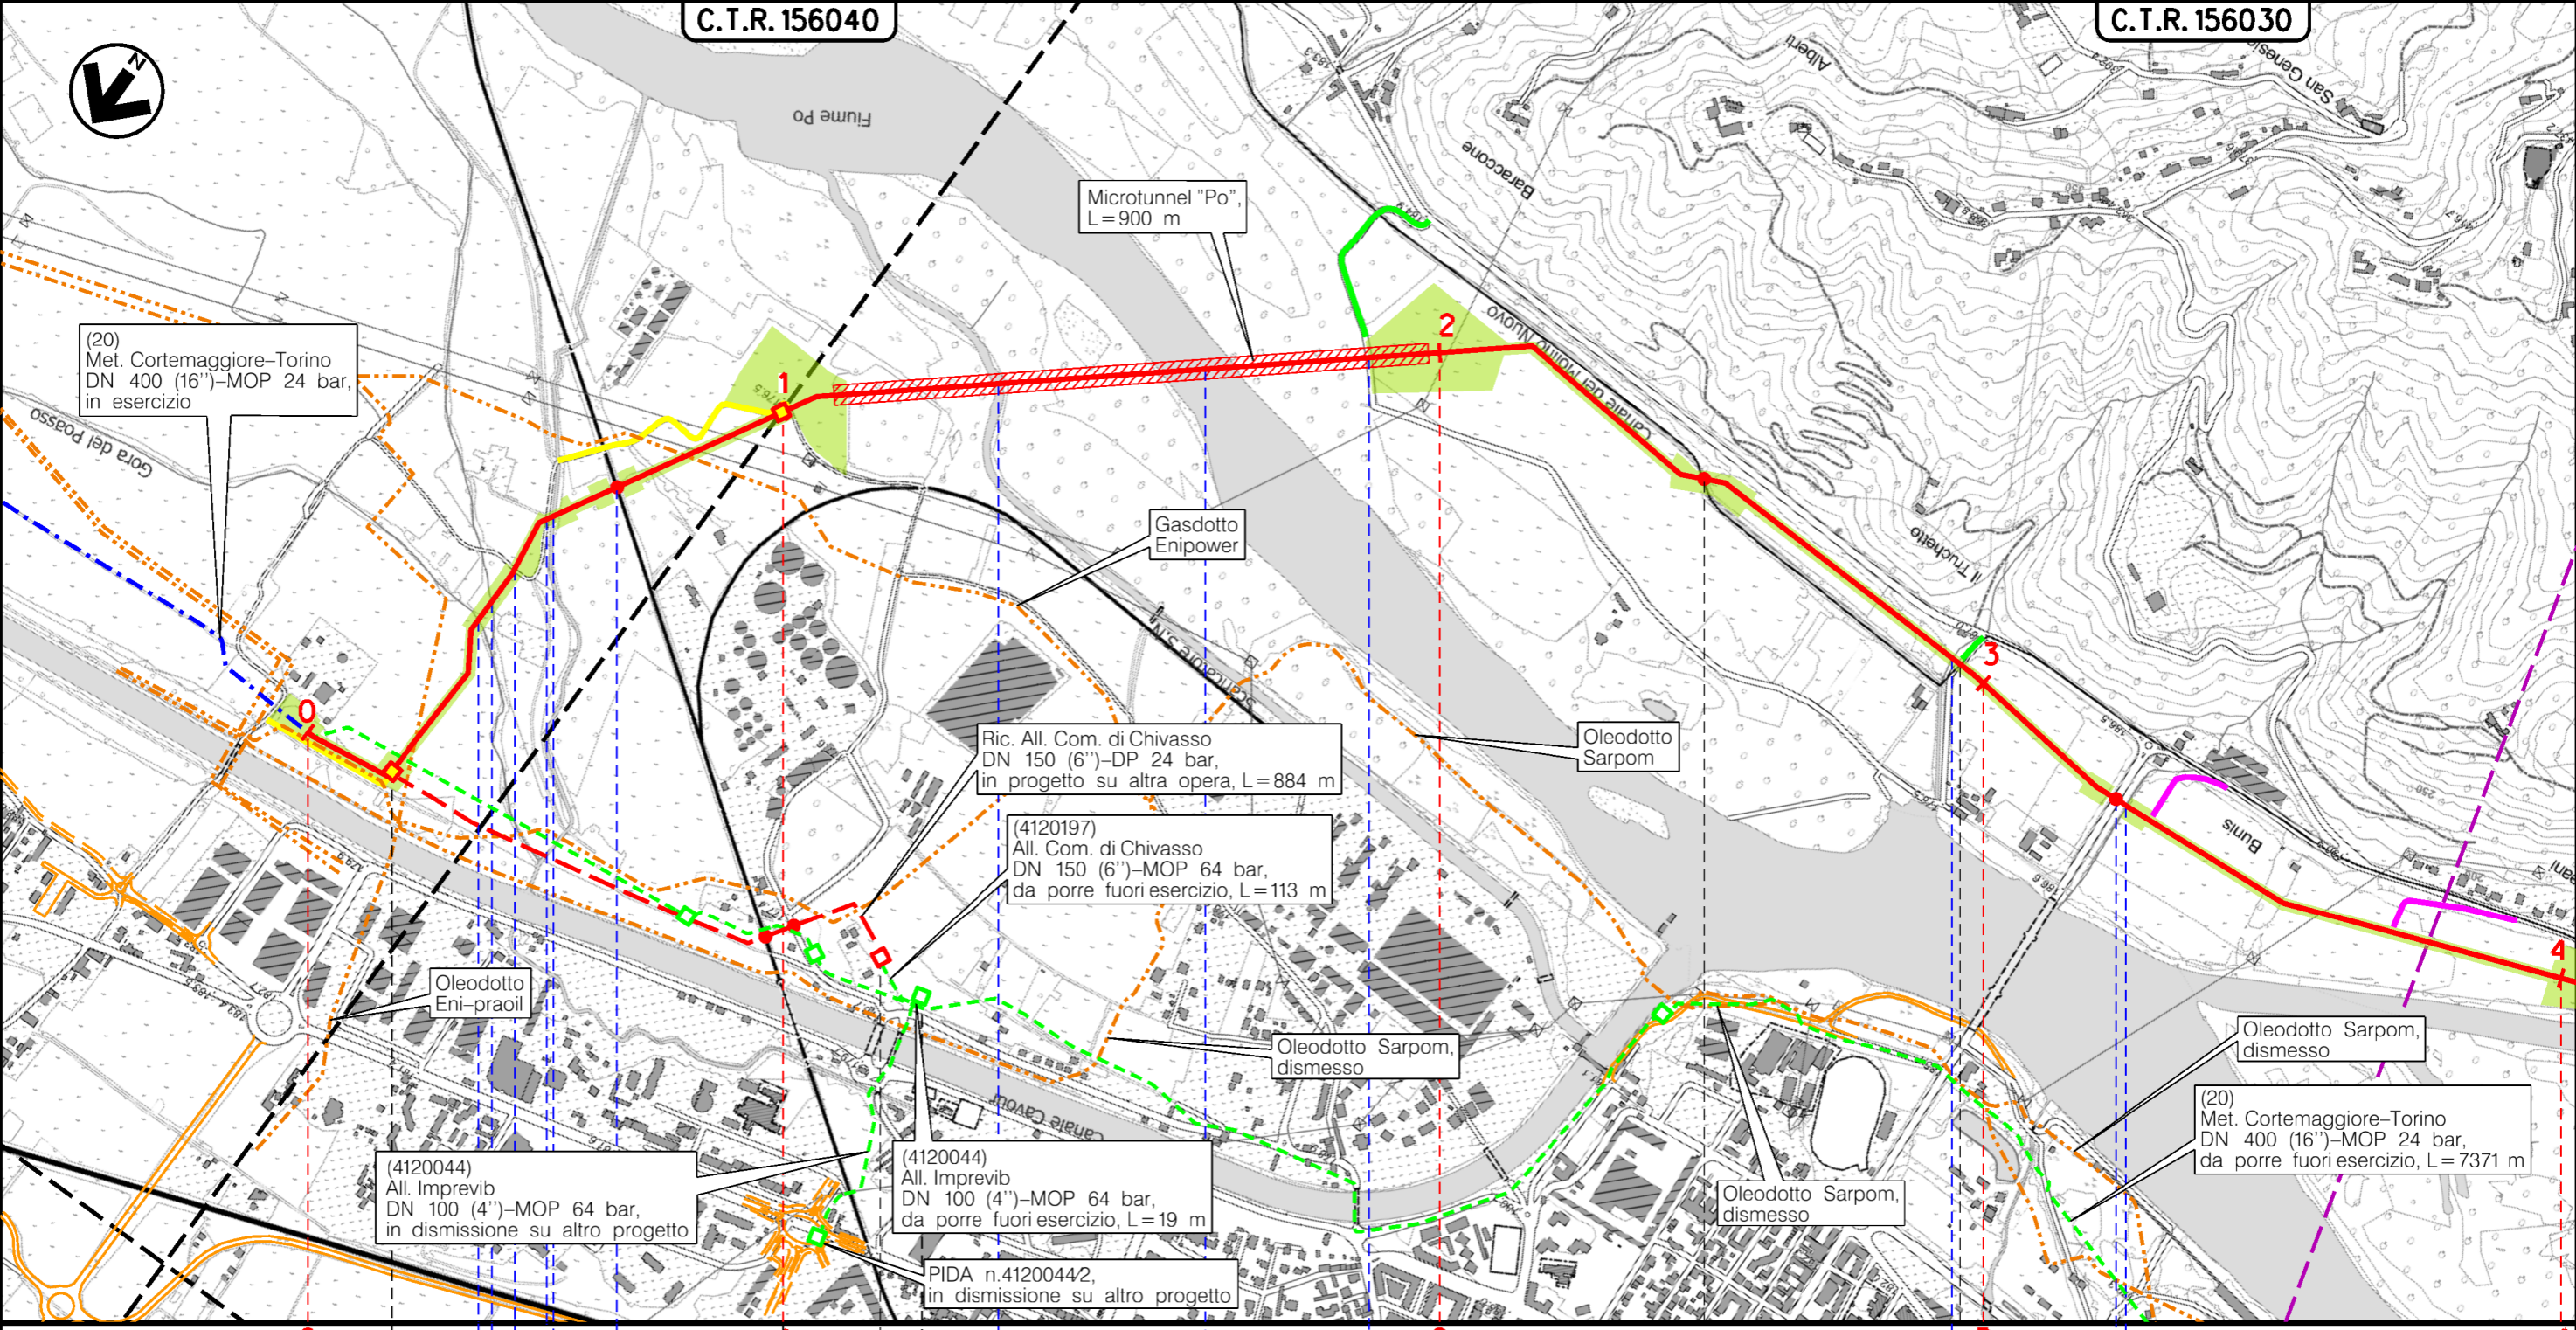 C.T.R. 156040
C.T.R. 156030
N
Fiume Po
Alberti
San Genesio
Baraccone
Microtunnel "Po",
L=900 m
(20)
Met. Cortemaggiore–Torino
DN 400 (16'')–MOP 24 bar,
in esercizio
Gora del Poasso
Canale del Molino Nuovo
1
2
Gasdotto
Enipower
Il Truchetto
Scaricatore S.N.
0
3
Ric. All. Com. di Chivasso
DN 150 (6'')–DP 24 bar,
in progetto su altra opera, L=884 m
Oleodotto
Sarpom
(4120197)
All. Com. di Chivasso
DN 150 (6'')–MOP 64 bar,
da porre fuori esercizio, L=113 m
Bunis
4
Oleodotto
Eni–praoil
Oleodotto Sarpom,
dismesso
Oleodotto Sarpom,
dismesso
Canale Cavour
(20)
Met. Cortemaggiore–Torino
DN 400 (16'')–MOP 24 bar,
da porre fuori esercizio, L=7371 m
(4120044)
All. Imprevib
DN 100 (4'')–MOP 64 bar,
in dismissione su altro progetto
(4120044)
All. Imprevib
DN 100 (4'')–MOP 64 bar,
da porre fuori esercizio, L=19 m
Oleodotto Sarpom,
dismesso
PIDA n.4120044/2,
in dismissione su altro progetto